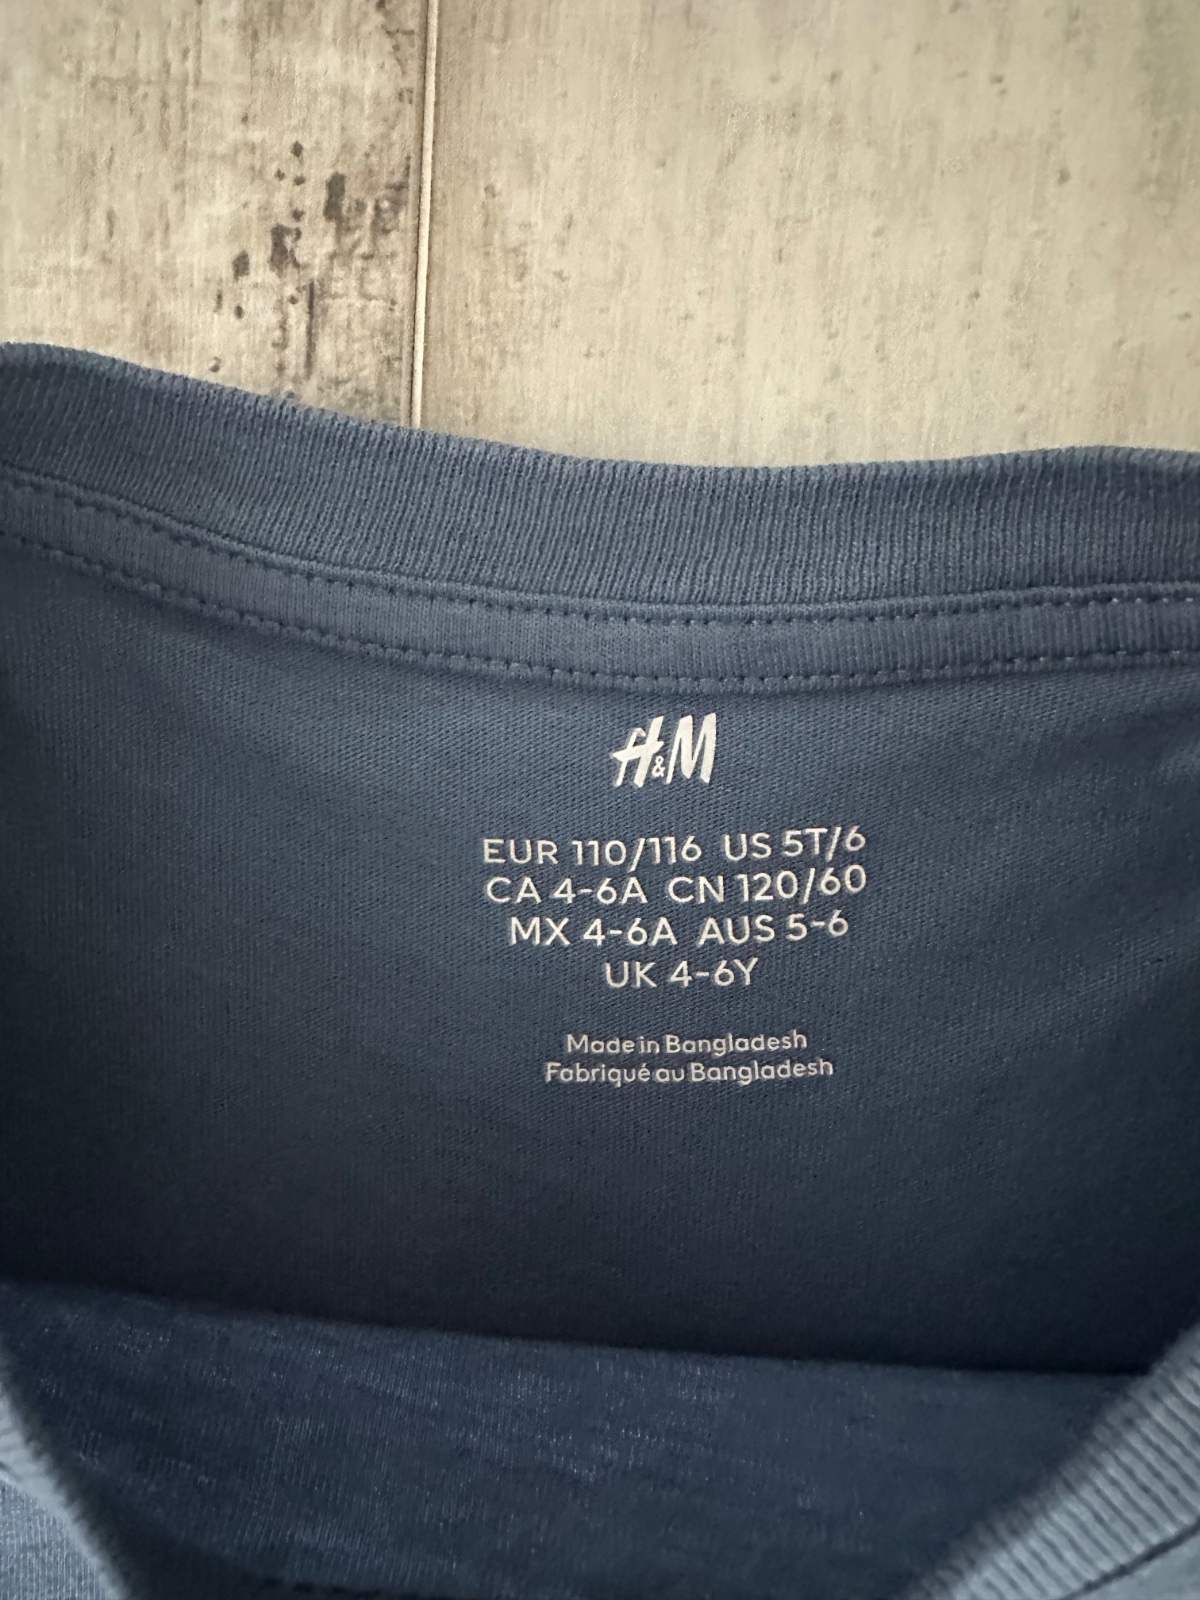 H&M
EUR 110/116 US 5T/6
CA 4-6A CN 120/60
MX 4-6A AUS 5-6
UK 4-6Y
Made in Bangladesh
Fabriqué au Bangladesh